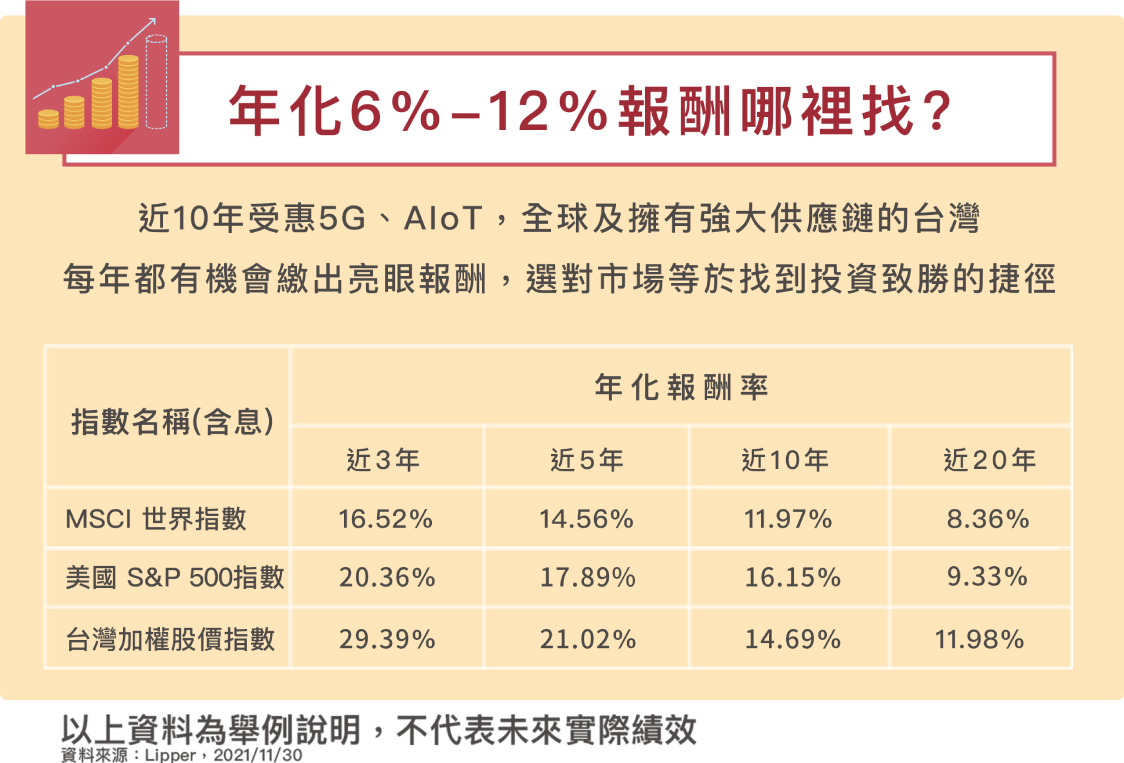 年化6%–12%報酬哪裡找?
近10年受惠5G、AIoT，全球及擁有強大供應鏈的台灣
每年都有機會繳出亮眼報酬，選對市場等於找到投資致勝的捷徑
指數名稱(含息) 年化報酬率
近3年 近5年 近10年 近20年
MSCI 世界指數 16.52% 14.56% 11.97% 8.36%
美國 S&P 500指數 20.36% 17.89% 16.15% 9.33%
台灣加權股價指數 29.39% 21.02% 14.69% 11.98%
以上資料為舉例說明，不代表未來實際績效
資料來源：Lipper，2021/11/30